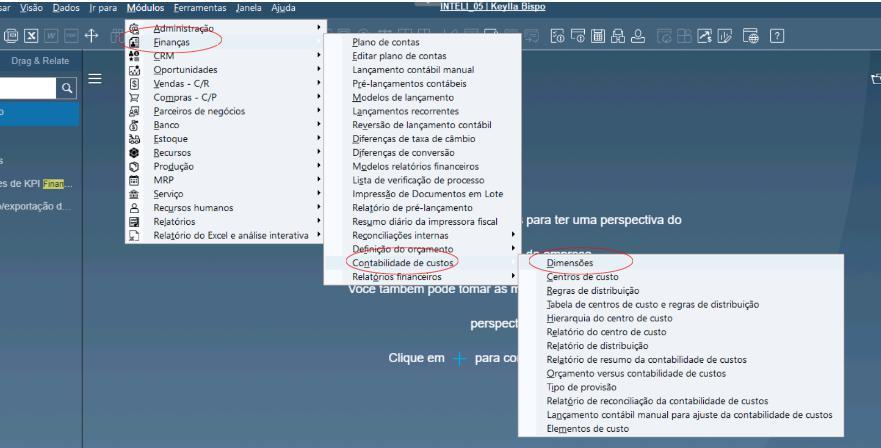 sar Visão Dados Ir para Módulos Ferramentas Janela Ajuda
INTELI_05 | Keylla Bispo
Drag & Relate
o
s
es de KPI Finan...
o/exportação d...
Administração
Finanças
CRM
Oportunidades
Vendas - C/R
Compras - C/P
Parceiros de negócios
Banco
Estoque
Recursos
Produção
MRP
Serviço
Recursos humanos
Relatórios
Relatório do Excel e análise interativa
Plano de contas
Editar plano de contas
Lançamento contábil manual
Pré-lançamentos contábeis
Modelos de lançamento
Lançamentos recorrentes
Reversão de lançamento contábil
Diferenças de taxa de câmbio
Diferenças de conversão
Modelos relatórios financeiros
Lista de verificação de processo
Impressão de Documentos em Lote
Relatório de pré-lançamento
Resumo diário da impressora fiscal
Reconciliações internas
Definição do orçamento
Contabilidade de custos
Relatórios financeiros
Dimensões
Centros de custo
Regras de distribuição
Tabela de centros de custo e regras de distribuição
Hierarquia do centro de custo
Relatório do centro de custo
Relatório de distribuição
Relatório de resumo da contabilidade de custos
Orçamento versus contabilidade de custos
Tipo de provisão
Relatório de reconciliação da contabilidade de custos
Lançamento contábil manual para ajuste da contabilidade de custos
Elementos de custo
para ter uma perspectiva do
Você também pode tomar as m
perspect
Clique em + para co